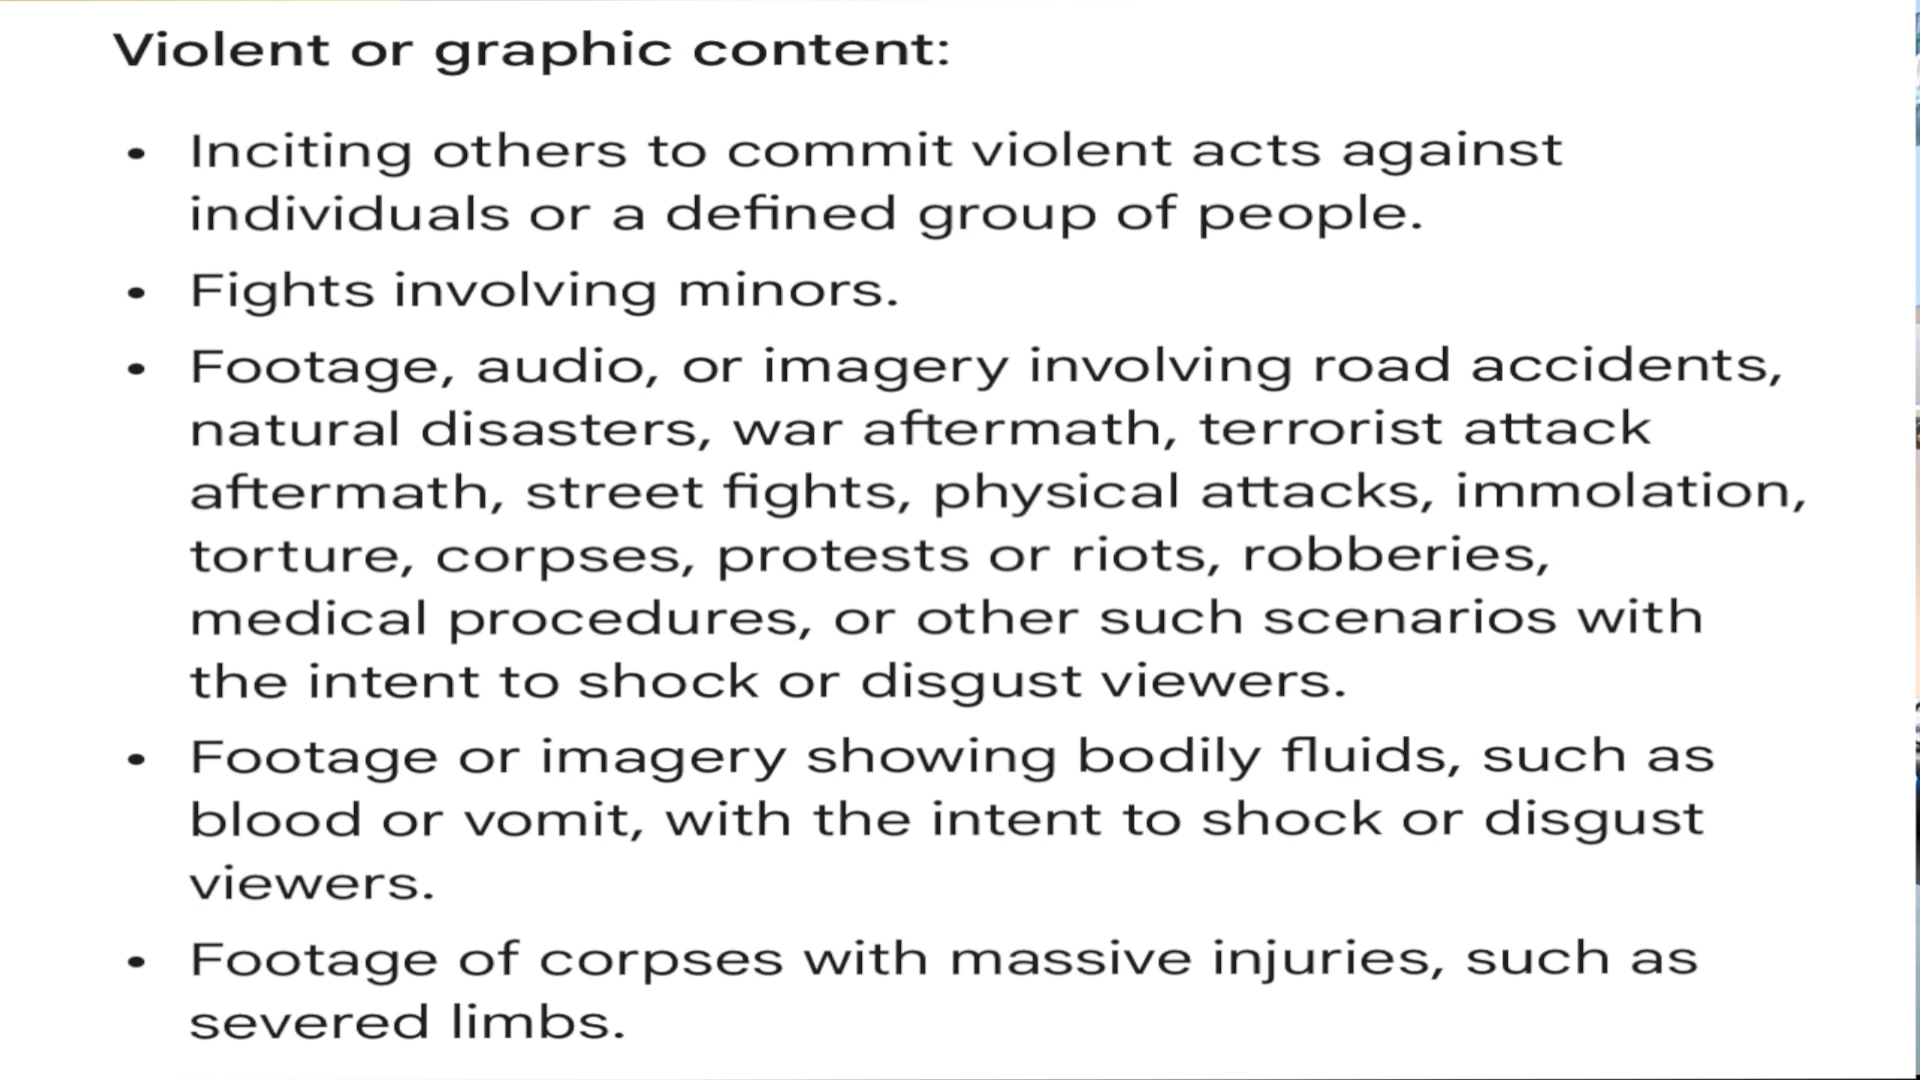 Violent or graphic content:
• Inciting others to commit violent acts against
individuals or a defined group of people.
• Fights involving minors.
• Footage, audio, or imagery involving road accidents,
natural disasters, war aftermath, terrorist attack
aftermath, street fights, physical attacks, immolation,
torture, corpses, protests or riots, robberies,
medical procedures, or other such scenarios with
the intent to shock or disgust viewers.
• Footage or imagery showing bodily fluids, such as
blood or vomit, with the intent to shock or disgust
viewers.
• Footage of corpses with massive injuries, such as
severed limbs.